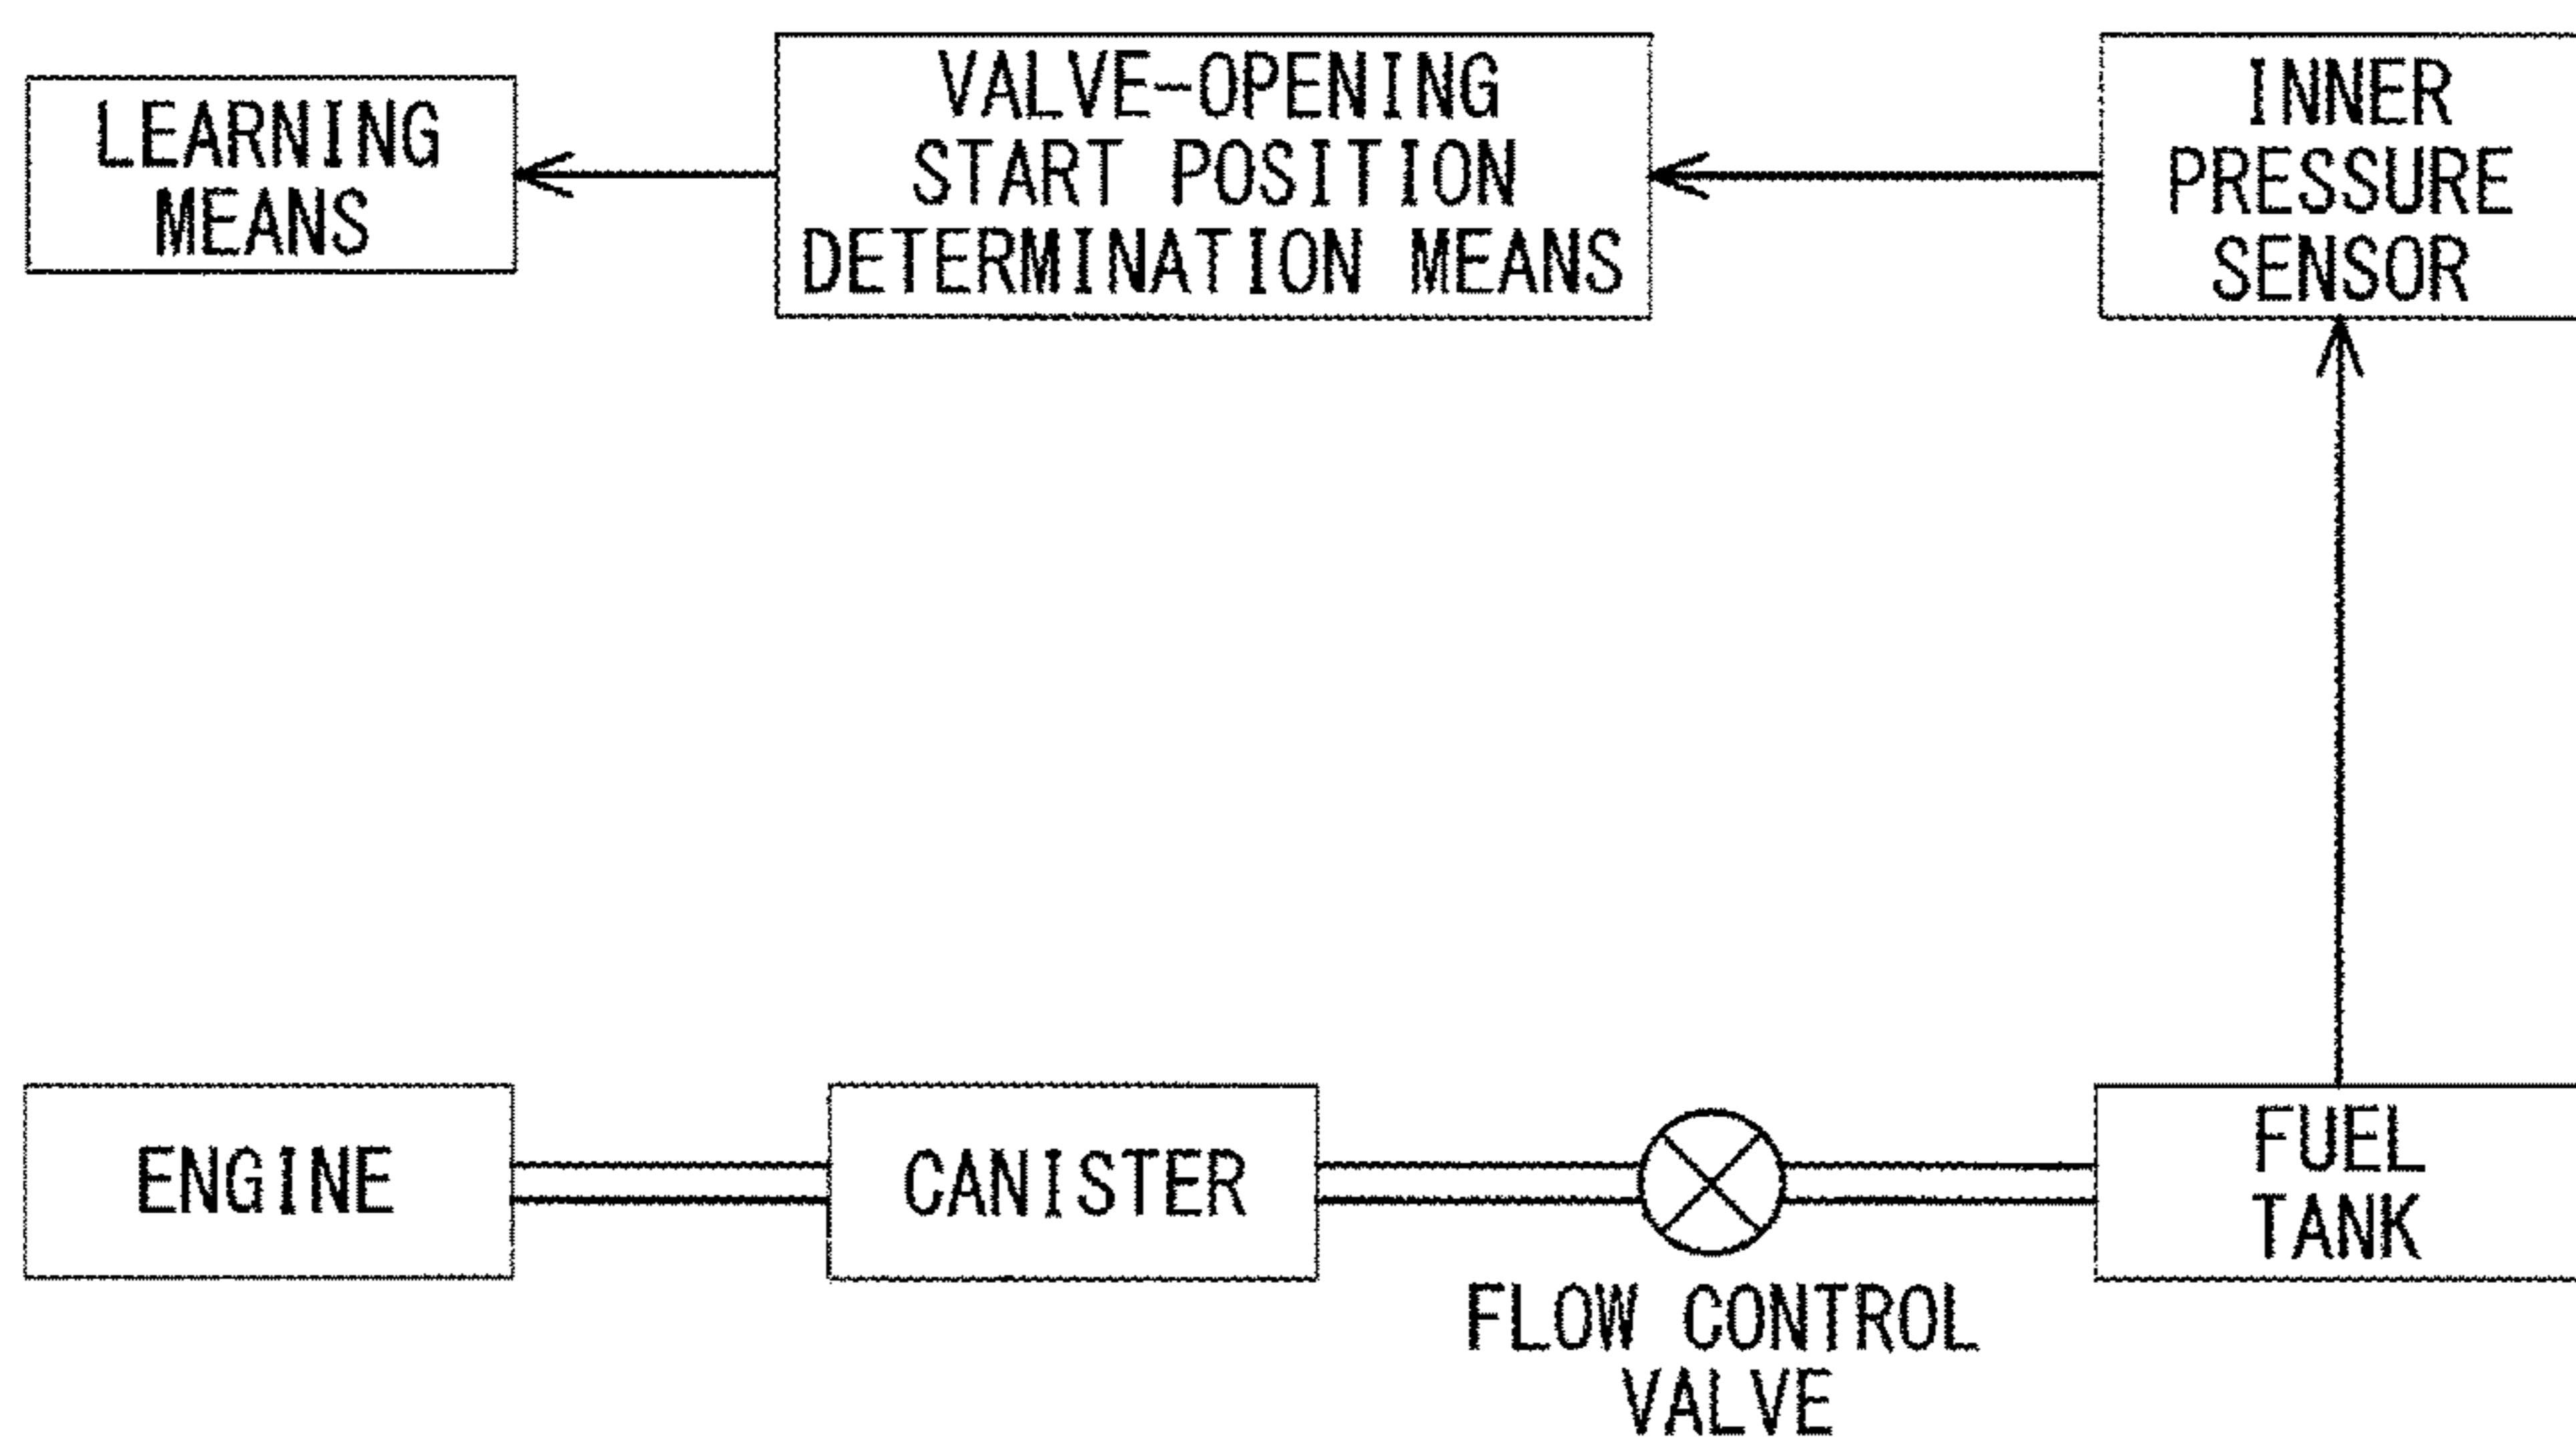 LEARNING
MEANS
VALVE-OPENING
START POSITION
DETERMINATION MEANS
INNER
PRESSURE
SENSOR
ENGINE
CANISTER
FLOW CONTROL
VALVE
FUEL
TANK